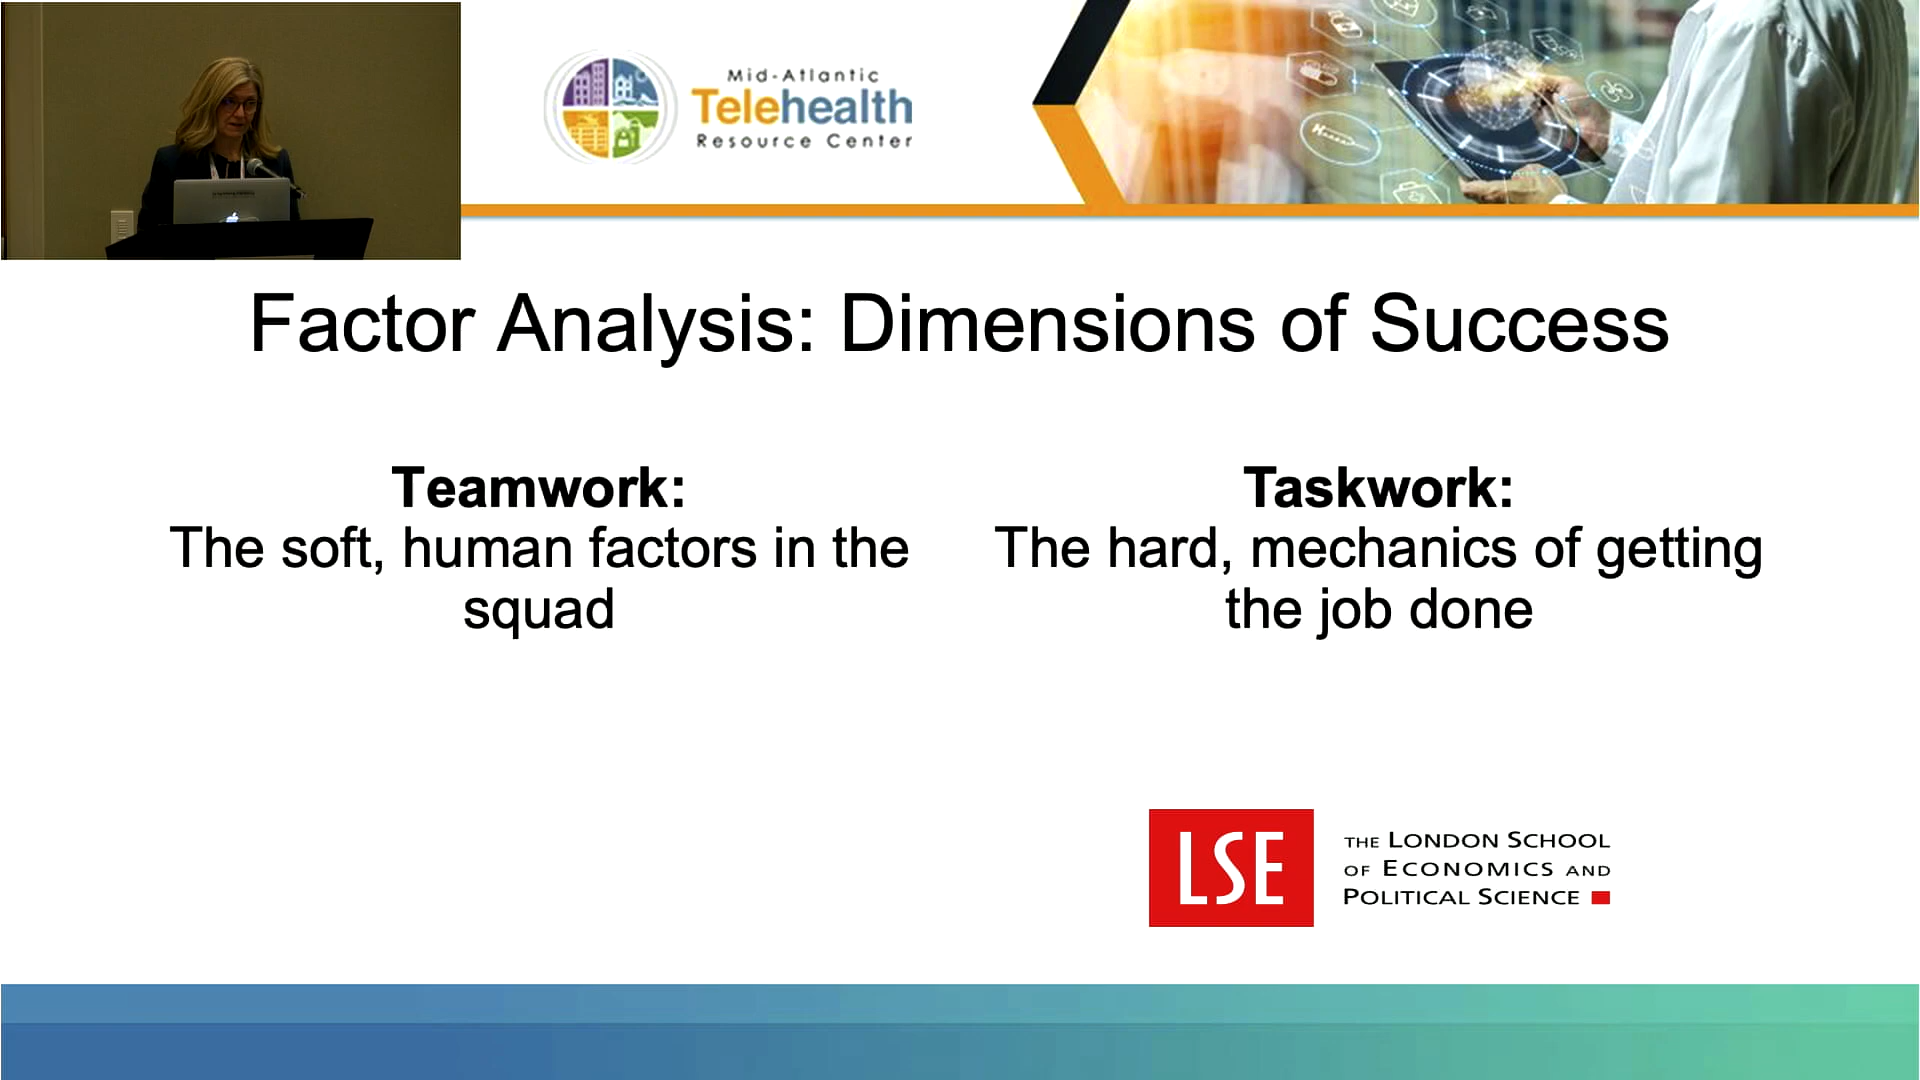 Mid-Atlantic
Telehealth
Resource Center
Factor Analysis: Dimensions of Success
Teamwork:
The soft, human factors in the
squad
Taskwork:
The hard, mechanics of getting
the job done
LSE
THE LONDON SCHOOL
OF ECONOMICS AND
POLITICAL SCIENCE